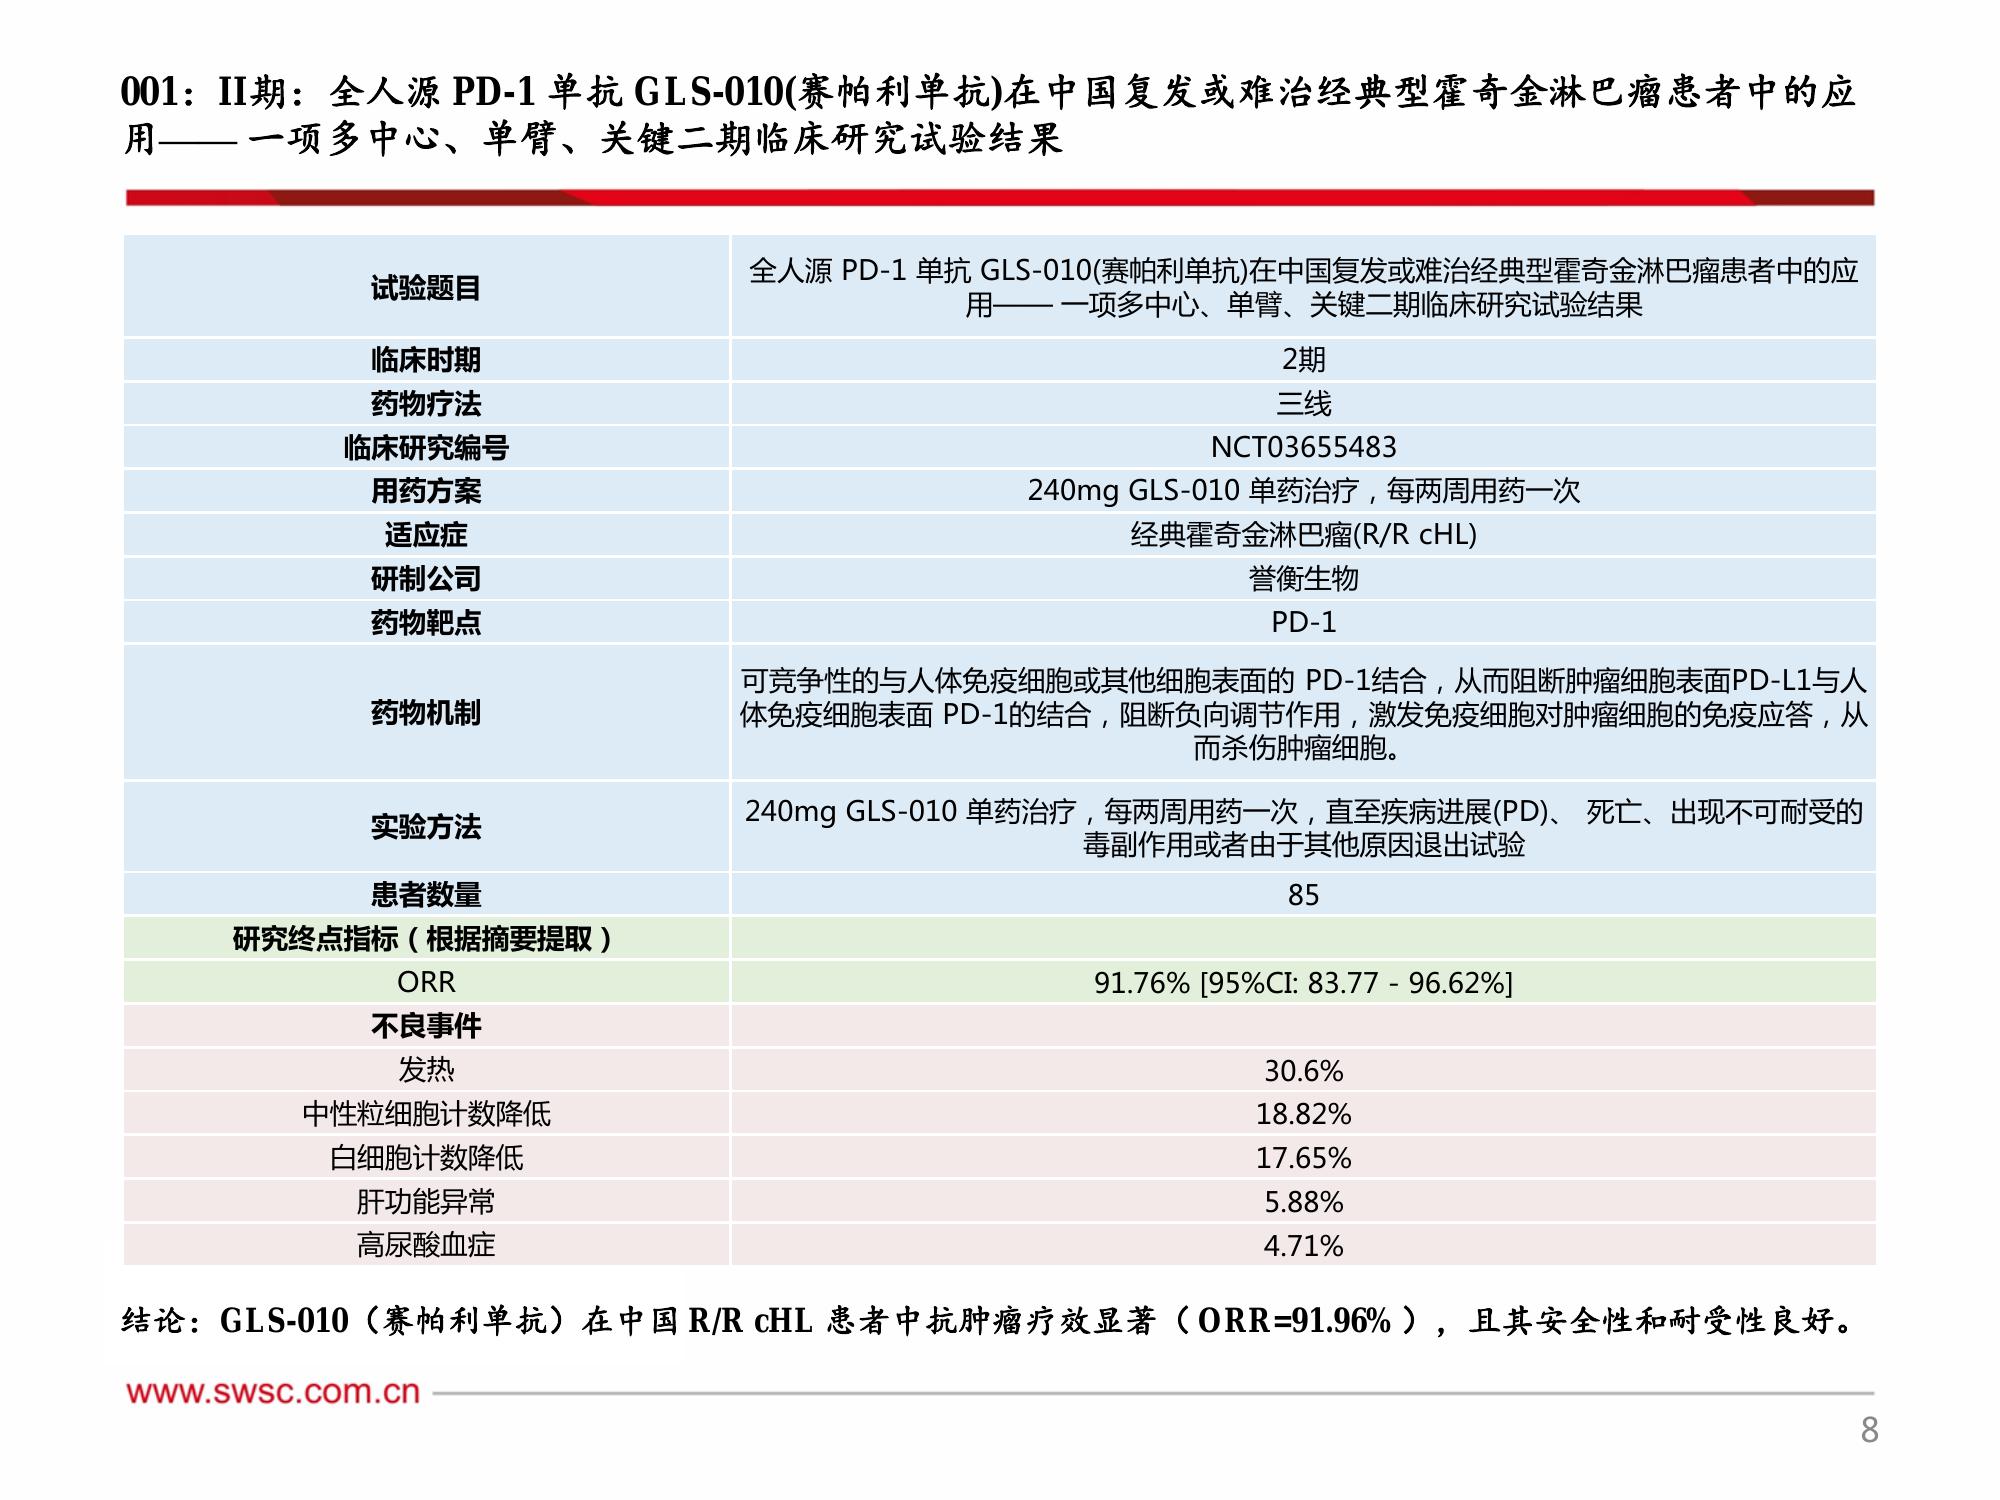 001：II期：全人源 PD-1 单抗 GLS-010(赛帕利单抗)在中国复发或难治经典型霍奇金淋巴瘤患者中的应
用—— 一项多中心、单臂、关键二期临床研究试验结果
试验题目
全人源 PD-1 单抗 GLS-010(赛帕利单抗)在中国复发或难治经典型霍奇金淋巴瘤患者中的应
用—— 一项多中心、单臂、关键二期临床研究试验结果
临床时期
2期
药物疗法
三线
临床研究编号
NCT03655483
用药方案
240mg GLS-010 单药治疗，每两周用药一次
适应症
经典霍奇金淋巴瘤(R/R cHL)
研制公司
誉衡生物
药物靶点
PD-1
药物机制
可竞争性的与人体免疫细胞或其他细胞表面的 PD-1结合，从而阻断肿瘤细胞表面PD-L1与人
体免疫细胞表面 PD-1的结合，阻断负向调节作用，激发免疫细胞对肿瘤细胞的免疫应答，从
而杀伤肿瘤细胞。
实验方法
240mg GLS-010 单药治疗，每两周用药一次，直至疾病进展(PD)、 死亡、出现不可耐受的
毒副作用或者由于其他原因退出试验
患者数量
85
研究终点指标（根据摘要提取）
ORR
91.76% [95%CI: 83.77 - 96.62%]
不良事件
发热
30.6%
中性粒细胞计数降低
18.82%
白细胞计数降低
17.65%
肝功能异常
5.88%
高尿酸血症
4.71%
结论：GLS-010（赛帕利单抗）在中国 R/R cHL 患者中抗肿瘤疗效显著（ORR=91.96%），且其安全性和耐受性良好。
www.swsc.com.cn
8